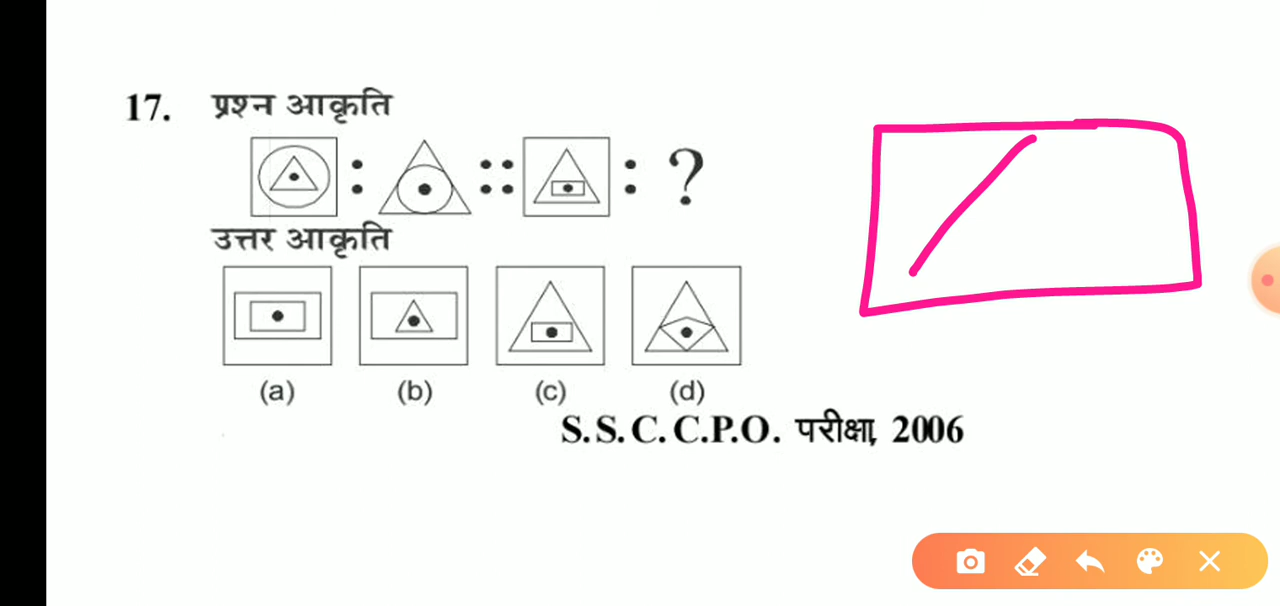 17. प्रश्न आकृति
: :: : ?
उत्तर आकृति
(a) (b) (c) (d)
S.S.C.C.P.O. परीक्षा, 2006